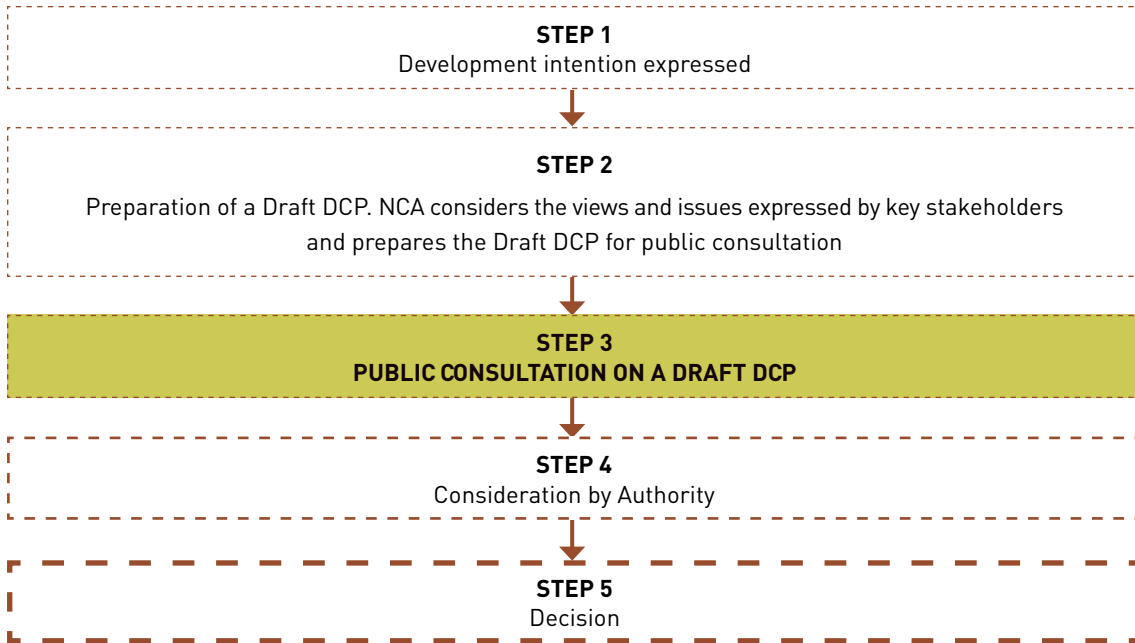 STEP 1
Development intention expressed
STEP 2
Preparation of a Draft DCP. NCA considers the views and issues expressed by key stakeholders
and prepares the Draft DCP for public consultation
STEP 3
PUBLIC CONSULTATION ON A DRAFT DCP
STEP 4
Consideration by Authority
STEP 5
Decision